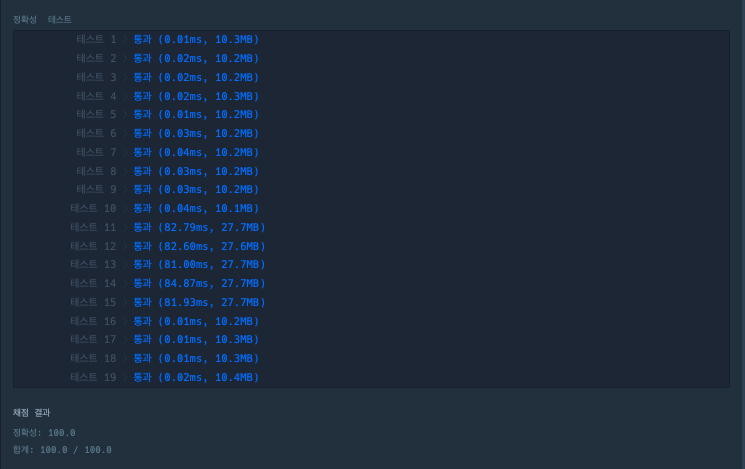 정확성 테스트
테스트 1 〉 통과 (0.01ms, 10.3MB)
테스트 2 〉 통과 (0.02ms, 10.2MB)
테스트 3 〉 통과 (0.02ms, 10.2MB)
테스트 4 〉 통과 (0.02ms, 10.3MB)
테스트 5 〉 통과 (0.01ms, 10.2MB)
테스트 6 〉 통과 (0.03ms, 10.2MB)
테스트 7 〉 통과 (0.04ms, 10.2MB)
테스트 8 〉 통과 (0.03ms, 10.2MB)
테스트 9 〉 통과 (0.03ms, 10.2MB)
테스트 10 〉 통과 (0.04ms, 10.1MB)
테스트 11 〉 통과 (82.79ms, 27.7MB)
테스트 12 〉 통과 (82.60ms, 27.6MB)
테스트 13 〉 통과 (81.00ms, 27.7MB)
테스트 14 〉 통과 (84.87ms, 27.7MB)
테스트 15 〉 통과 (81.93ms, 27.7MB)
테스트 16 〉 통과 (0.01ms, 10.2MB)
테스트 17 〉 통과 (0.01ms, 10.3MB)
테스트 18 〉 통과 (0.01ms, 10.3MB)
테스트 19 〉 통과 (0.02ms, 10.4MB)
채점 결과
정확성: 100.0
합계: 100.0 / 100.0